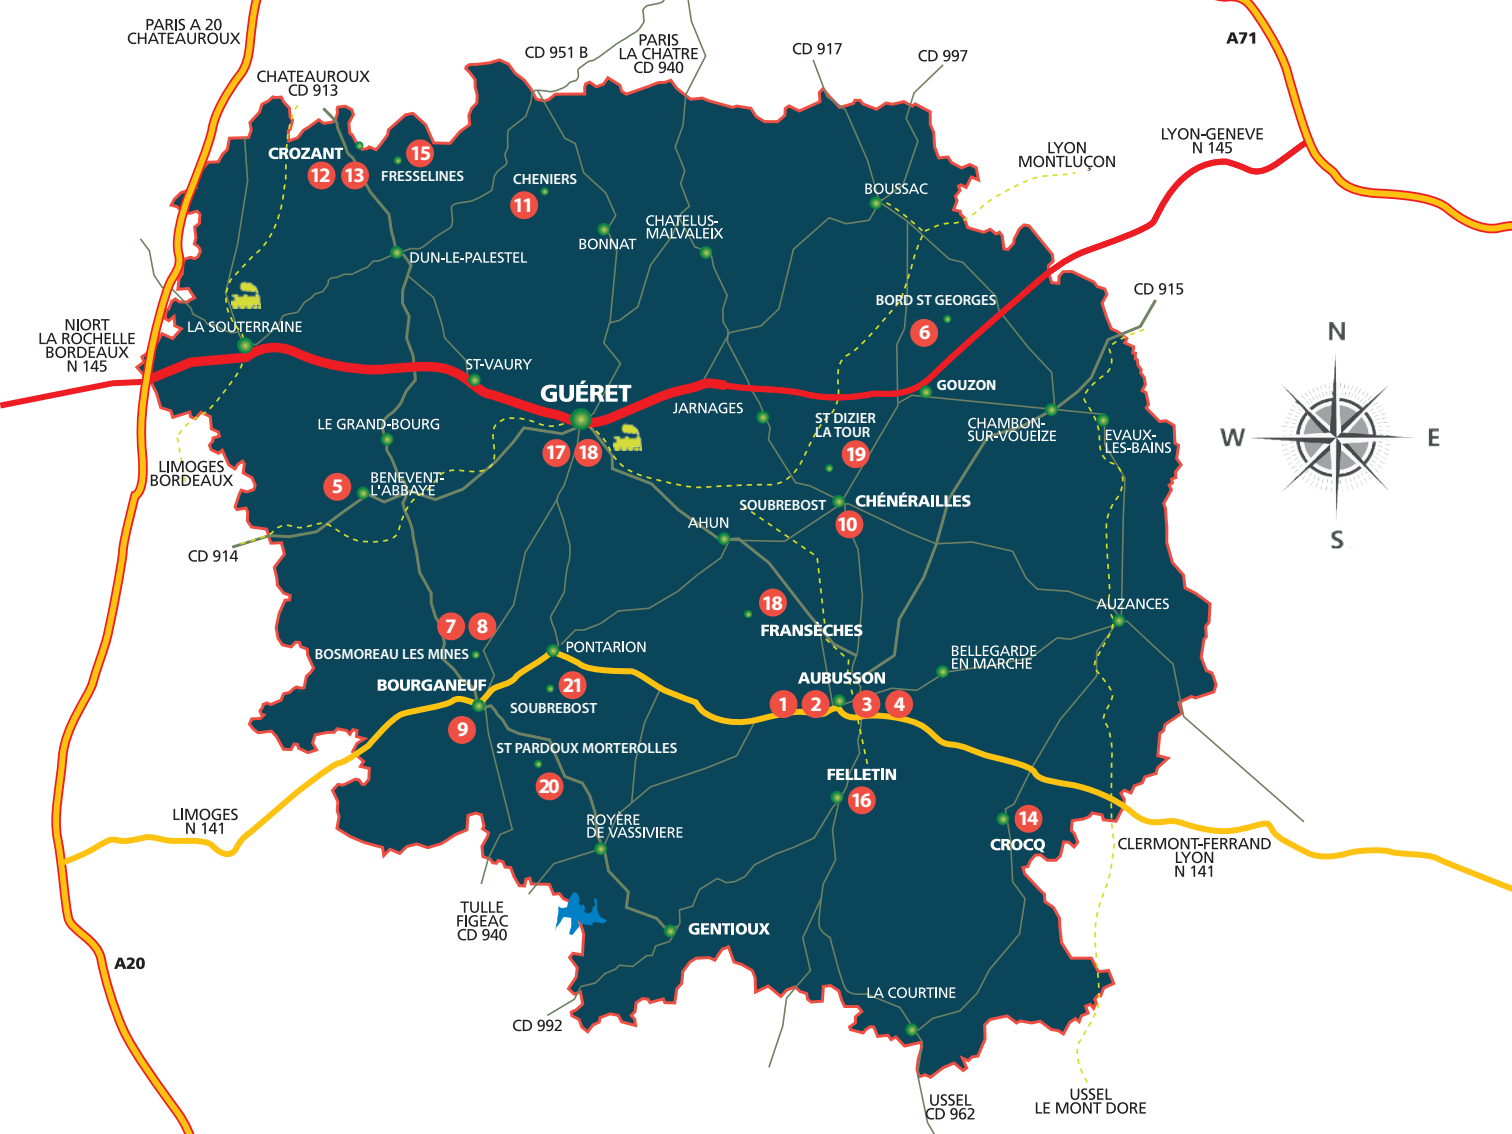 PARIS A 20
CHATEAUROUX
CHATEAUROUX
CD 913
CD 951 B
PARIS
LA CHATRE
CD 940
CD 917
CD 997
A71
LYON-GENEVE
N 145
LYON
MONTLUÇON
CROZANT
12
13
15
FRESSELINES
CHENIERS
11
BOUSSAC
CHATELUS-
MALVALEIX
BONNAT
DUN-LE-PALESTEL
BORD ST GEORGES
6
CD 915
LA SOUTERRAINE
NIORT
LA ROCHELLE
BORDEAUX
N 145
N
W
E
S
ST-VAURY
GUÉRET
17
18
JARNAGES
GOUZON
ST DIZIER
LA TOUR
19
CHAMBON-
SUR-VOUEIZE
EVAUX-
LES-BAINS
LE GRAND-BOURG
LIMOGES
BORDEAUX
5
BENEVENT-
L'ABBAYE
SOUBREBOST
CHÉNÉRAILLES
10
AHUN
CD 914
18
FRANSÈCHES
AUZANCES
7
8
BOSMOREAU LES MINES
PONTARION
BELLEGARDE
EN MARCHE
BOURGANEUF
9
21
SOUBREBOST
AUBUSSON
1
2
3
4
ST PARDOUX MORTEROLLES
20
FELLETIN
16
LIMOGES
N 141
ROYÈRE
DE VASSIVIERE
14
CROCQ
CLERMONT-FERRAND
LYON
N 141
TULLE
FIGEAC
CD 940
GENTIOUX
A20
LA COURTINE
CD 992
USSEL
CD 962
USSEL
LE MONT DORE